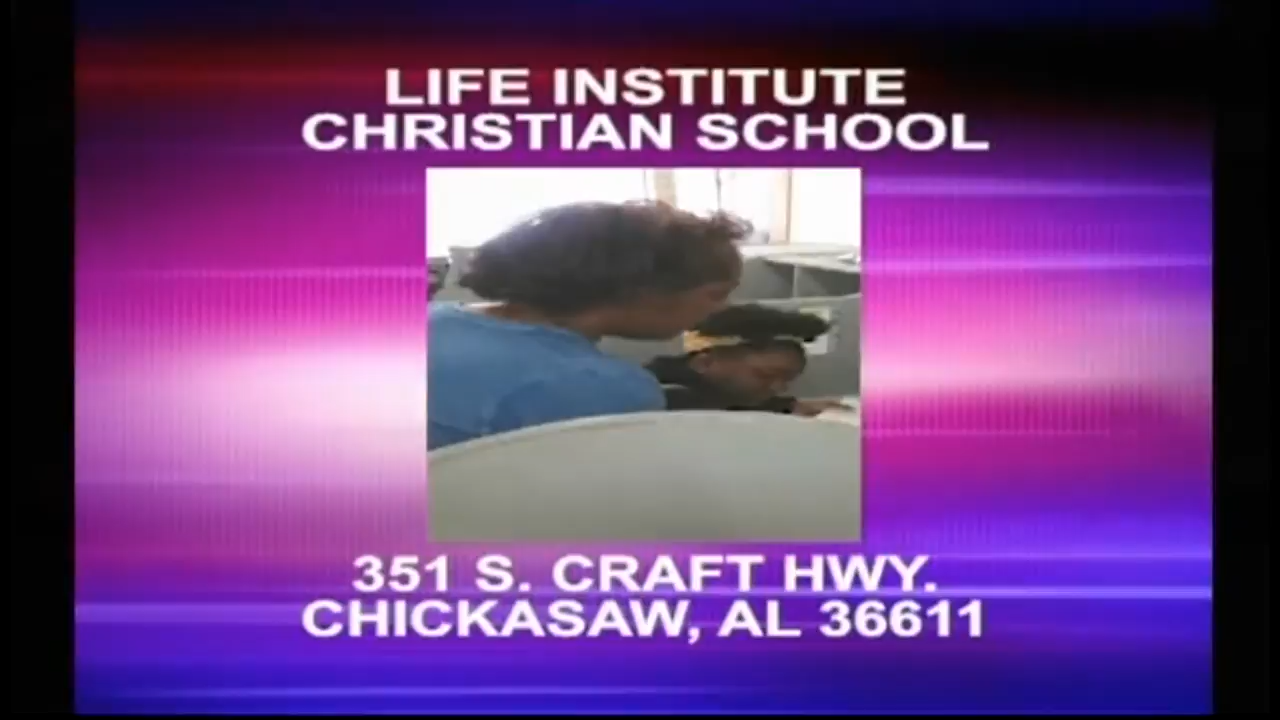 LIFE INSTITUTE
CHRISTIAN SCHOOL
351 S. CRAFT HWY.
CHICKASAW, AL 36611